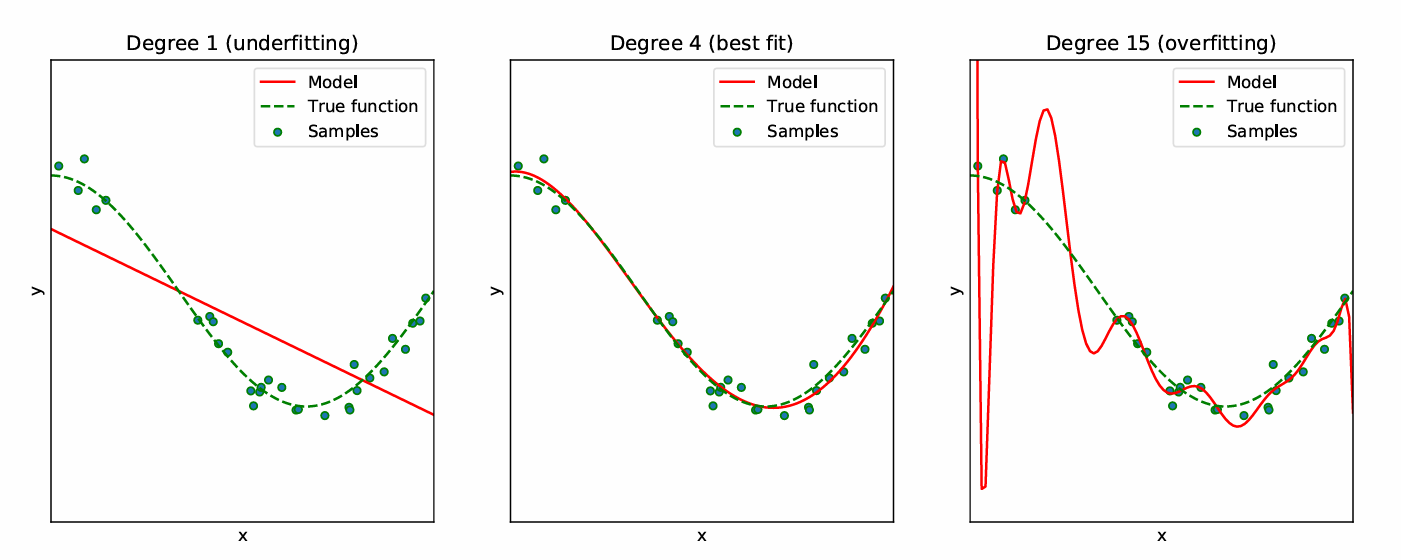 Degree 1 (underfitting)
Model
True function
Samples
y
x
Degree 4 (best fit)
Model
True function
Samples
y
x
Degree 15 (overfitting)
Model
True function
Samples
y
x